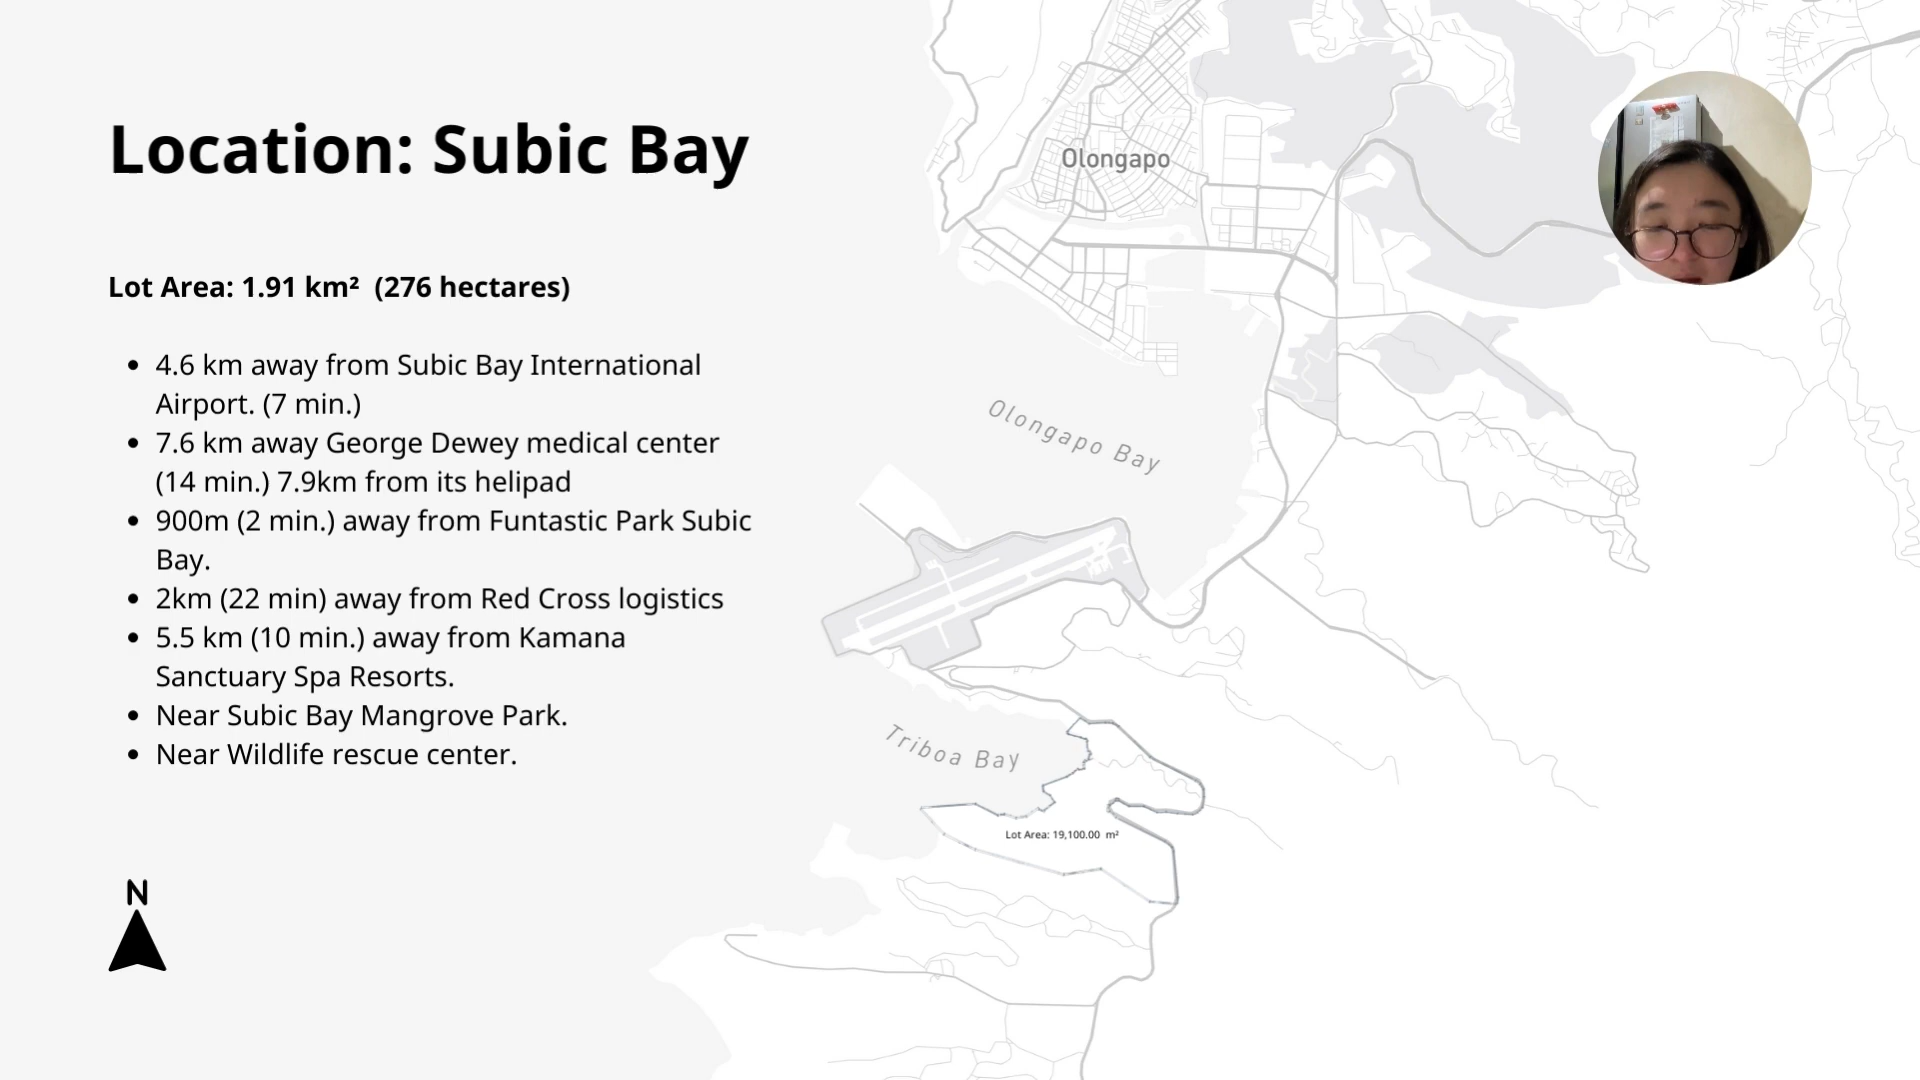 Location: Subic Bay
Lot Area: 1.91 km² (276 hectares)
• 4.6 km away from Subic Bay International
Airport. (7 min.)
• 7.6 km away George Dewey medical center
(14 min.) 7.9km from its helipad
• 900m (2 min.) away from Funtastic Park Subic
Bay.
• 2km (22 min) away from Red Cross logistics
• 5.5 km (10 min.) away from Kamana
Sanctuary Spa Resorts.
• Near Subic Bay Mangrove Park.
• Near Wildlife rescue center.
N
Olongapo
Olongapo Bay
Triboa Bay
Lot Area: 19,100.00 m²